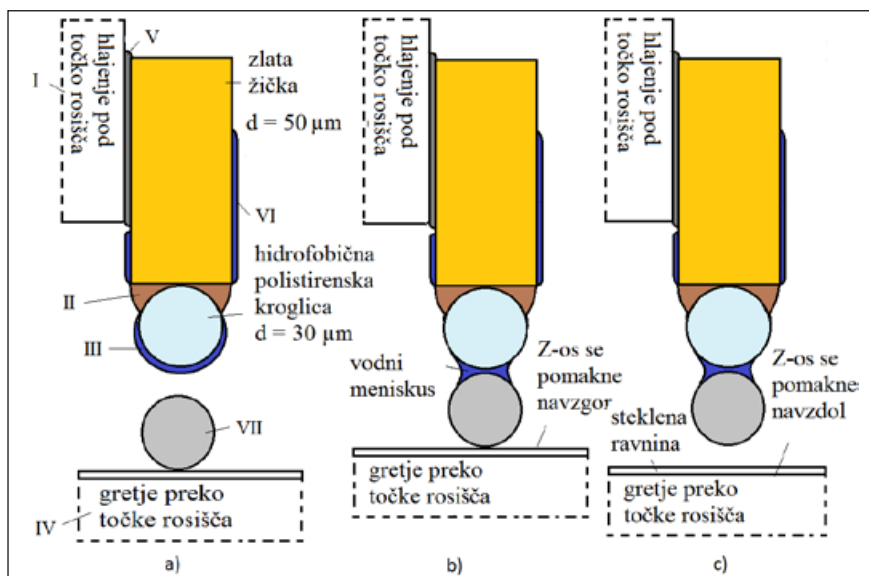 I
hlajenje pod
točko rosišča
V
zlata
žička
d = 50 µm
VI
hidrofobična
polistirenska
kroglica
d = 30 µm
II
III
VII
gretje preko
točke rosišča
IV
a)
hlajenje pod
točko rosišča
vodni
meniskus
Z-os se
pomakne
navzgor
gretje preko
točke rosišča
b)
hlajenje pod
točko rosišča
Z-os se
pomakne
navzdol
steklena
ravnina
gretje preko
točke rosišča
c)